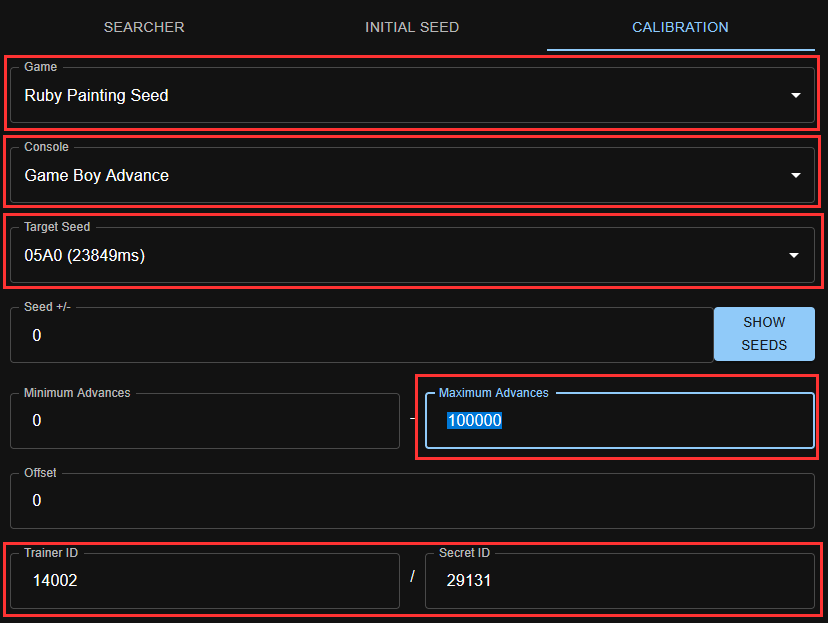 SEARCHER INITIAL SEED CALIBRATION
Game
Ruby Painting Seed
Console
Game Boy Advance
Target Seed
05A0 (23849ms)
Seed +/-
0
SHOW
SEEDS
Minimum Advances
0
-
Maximum Advances
100000
Offset
0
Trainer ID
14002
/
Secret ID
29131